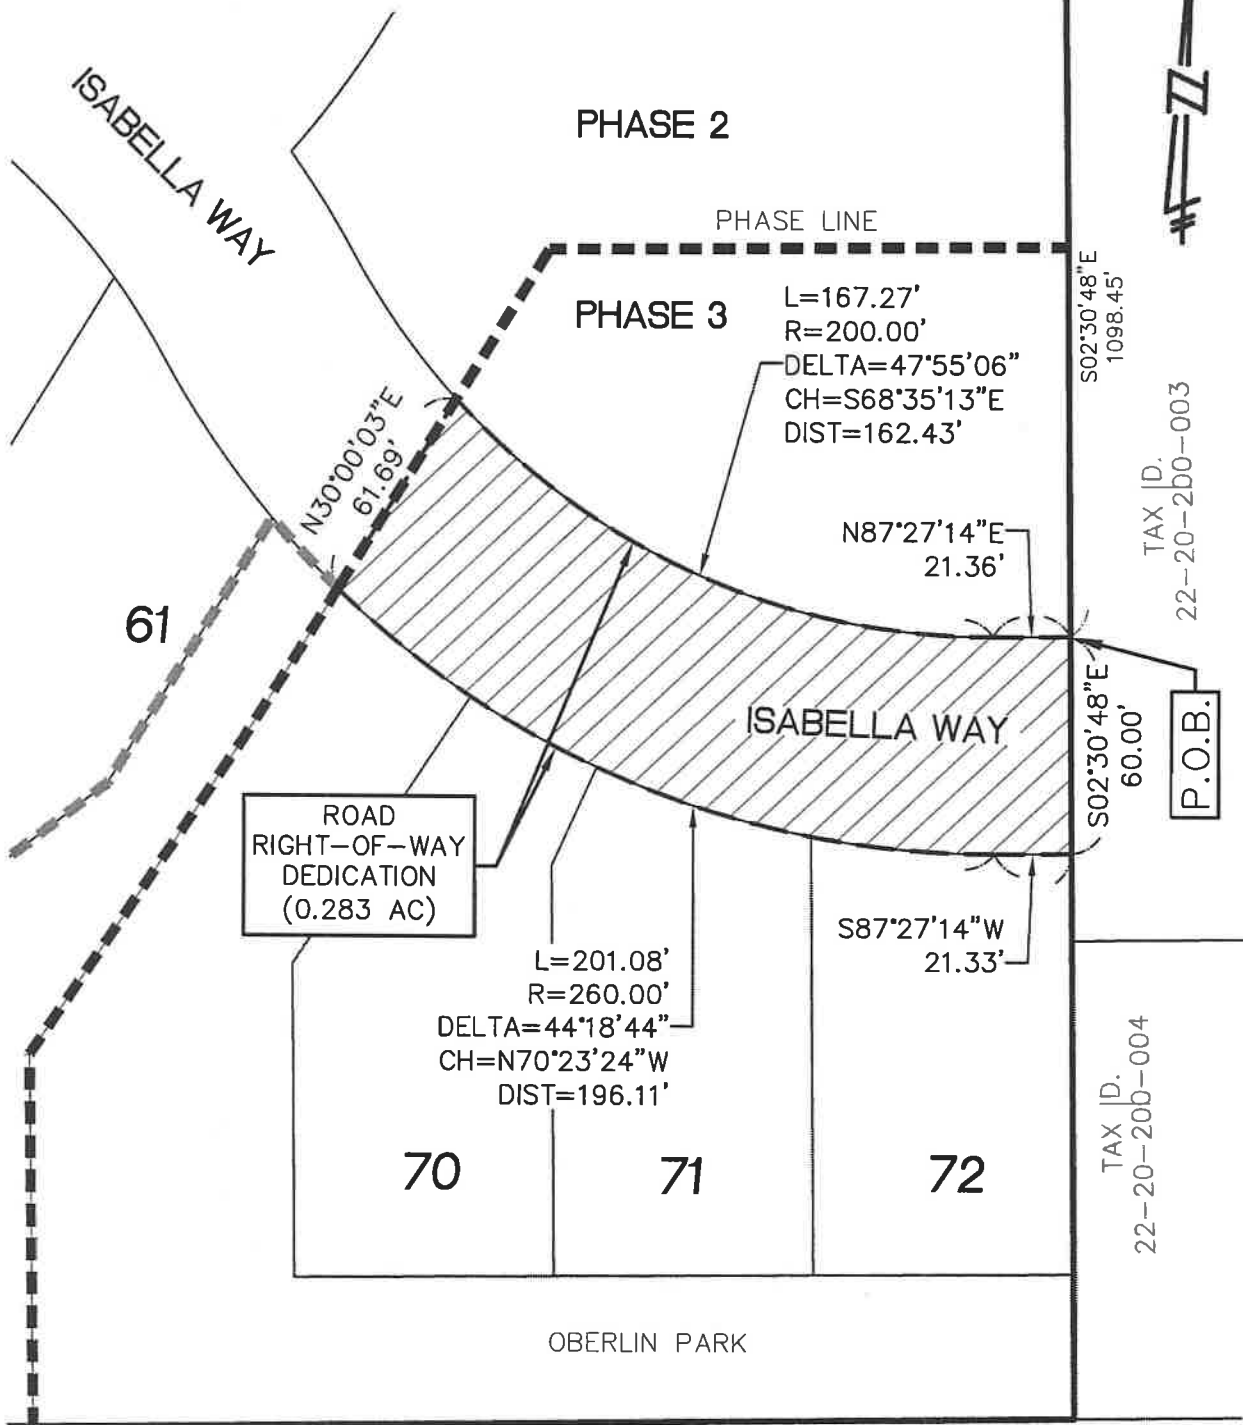 ISABELLA WAY
PHASE 2
PHASE LINE
PHASE 3
L=167.27'
R=200.00'
DELTA=47°55'06"
CH=S68°35'13"E
DIST=162.43'
S02°30'48"E
1098.45'
N30°00'03"E
61.69'
TAX ID.
22-20-200-003
N87°27'14"E
21.36'
61
ISABELLA WAY
S02°30'48"E
60.00'
P.O.B.
ROAD
RIGHT-OF-WAY
DEDICATION
(0.283 AC)
S87°27'14"W
21.33'
L=201.08'
R=260.00'
DELTA=44°18'44"
CH=N70°23'24"W
DIST=196.11'
TAX ID.
22-20-200-004
70
71
72
OBERLIN PARK